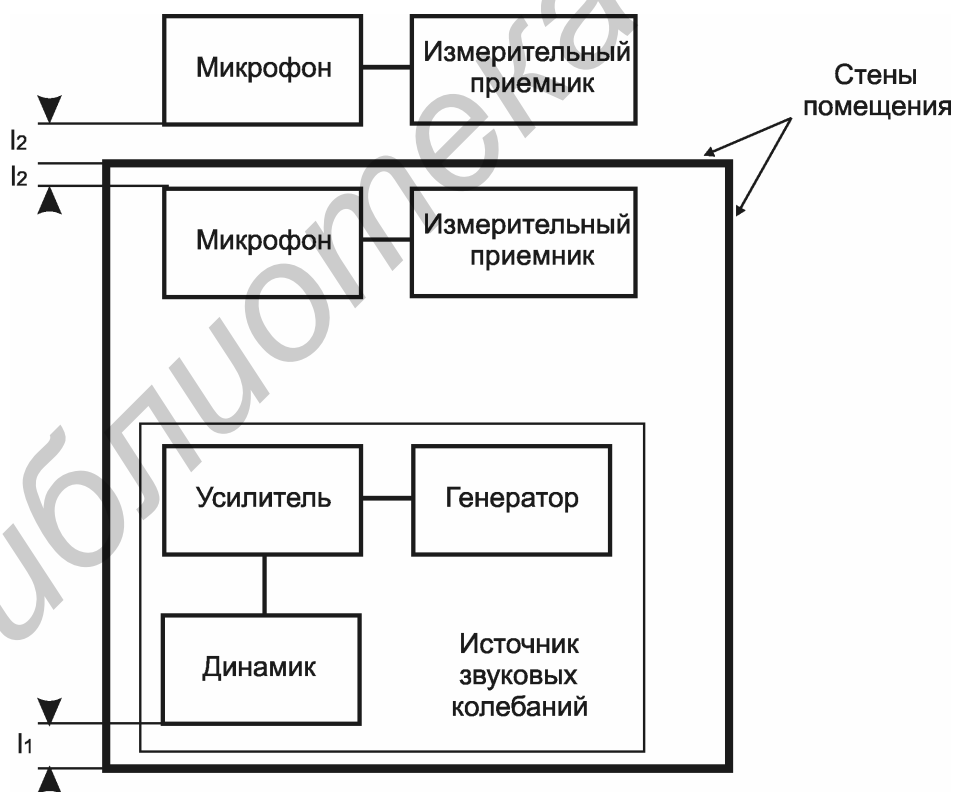 Микрофон
Измерительный
приемник
Стены
помещения
l2
l2
Микрофон
Измерительный
приемник
Усилитель
Генератор
Динамик
Источник
звуковых
колебаний
l1